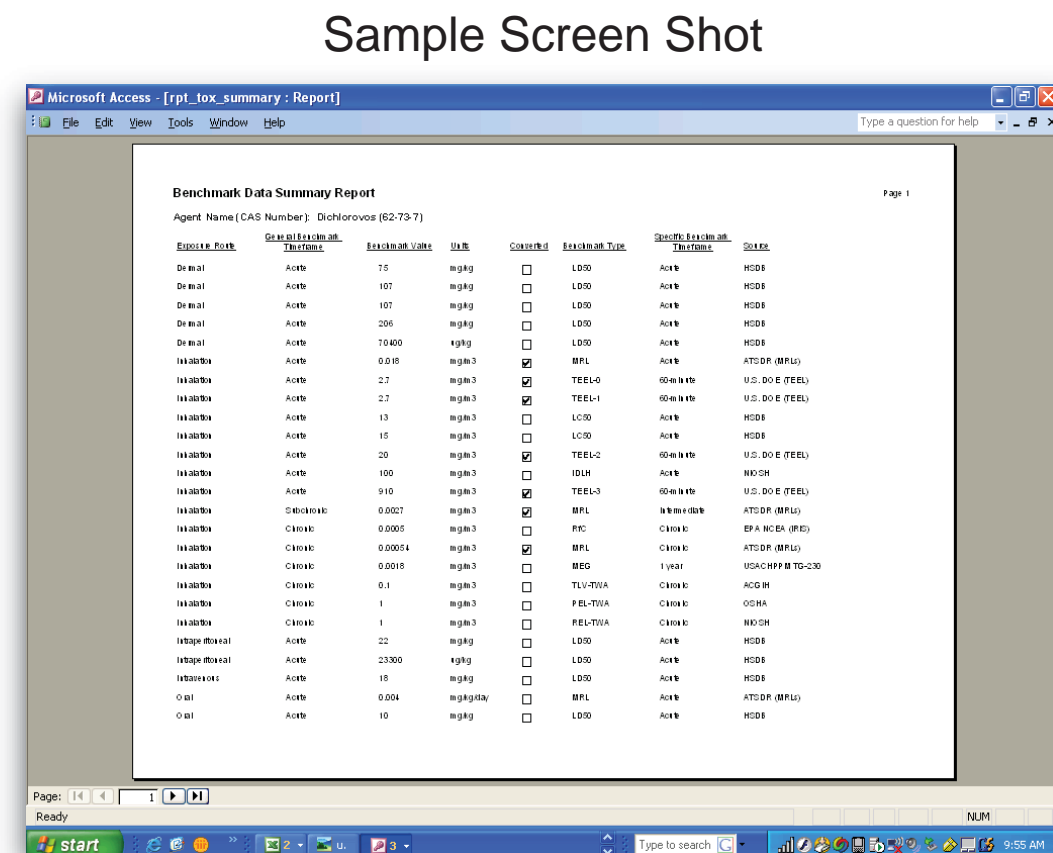 Sample Screen Shot
Microsoft Access - [rpt_tox_summary : Report]
File Edit View Tools Window Help Type a question for help
Benchmark Data Summary Report Page 1
Agent Name (CAS Number): Dichlorovos (62-73-7)
General Benchmark Specific Benchmark
Exposure Route Timeframe Benchmark Value Units Converted Benchmark Type Timeframe Source
Dermal Acute 75 mg/kg LD50 Acute HSDB
Dermal Acute 107 mg/kg LD50 Acute HSDB
Dermal Acute 107 mg/kg LD50 Acute HSDB
Dermal Acute 206 mg/kg LD50 Acute HSDB
Dermal Acute 70400 ug/kg LD50 Acute HSDB
Inhalation Acute 0.018 mg/m3 MRL Acute ATSDR (MRLs)
Inhalation Acute 2.7 mg/m3 TEEL-0 60-minute U.S. DOE (TEEL)
Inhalation Acute 2.7 mg/m3 TEEL-1 60-minute U.S. DOE (TEEL)
Inhalation Acute 13 mg/m3 LC50 Acute HSDB
Inhalation Acute 15 mg/m3 LC50 Acute HSDB
Inhalation Acute 20 mg/m3 TEEL-2 60-minute U.S. DOE (TEEL)
Inhalation Acute 100 mg/m3 IDLH Acute NIOSH
Inhalation Acute 910 mg/m3 TEEL-3 60-minute U.S. DOE (TEEL)
Inhalation Subchronic 0.0027 mg/m3 MRL Intermediate ATSDR (MRLs)
Inhalation Chronic 0.0005 mg/m3 RfC Chronic EPA NCEA (IRIS)
Inhalation Chronic 0.00054 mg/m3 MRL Chronic ATSDR (MRLs)
Inhalation Chronic 0.0018 mg/m3 MEG 1 year USACHPPM TG-230
Inhalation Chronic 0.1 mg/m3 TLV-TWA Chronic ACGIH
Inhalation Chronic 1 mg/m3 PEL-TWA Chronic OSHA
Inhalation Chronic 1 mg/m3 REL-TWA Chronic NIOSH
Intraperitoneal Acute 22 mg/kg LD50 Acute HSDB
Intraperitoneal Acute 23300 ug/kg LD50 Acute HSDB
Intravenous Acute 18 mg/kg LD50 Acute HSDB
Oral Acute 0.004 mg/kg/day MRL Acute ATSDR (MRLs)
Oral Acute 10 mg/kg LD50 Acute HSDB
Page: 1
Ready NUM
start 2 u. 3 Type to search 9:55 AM